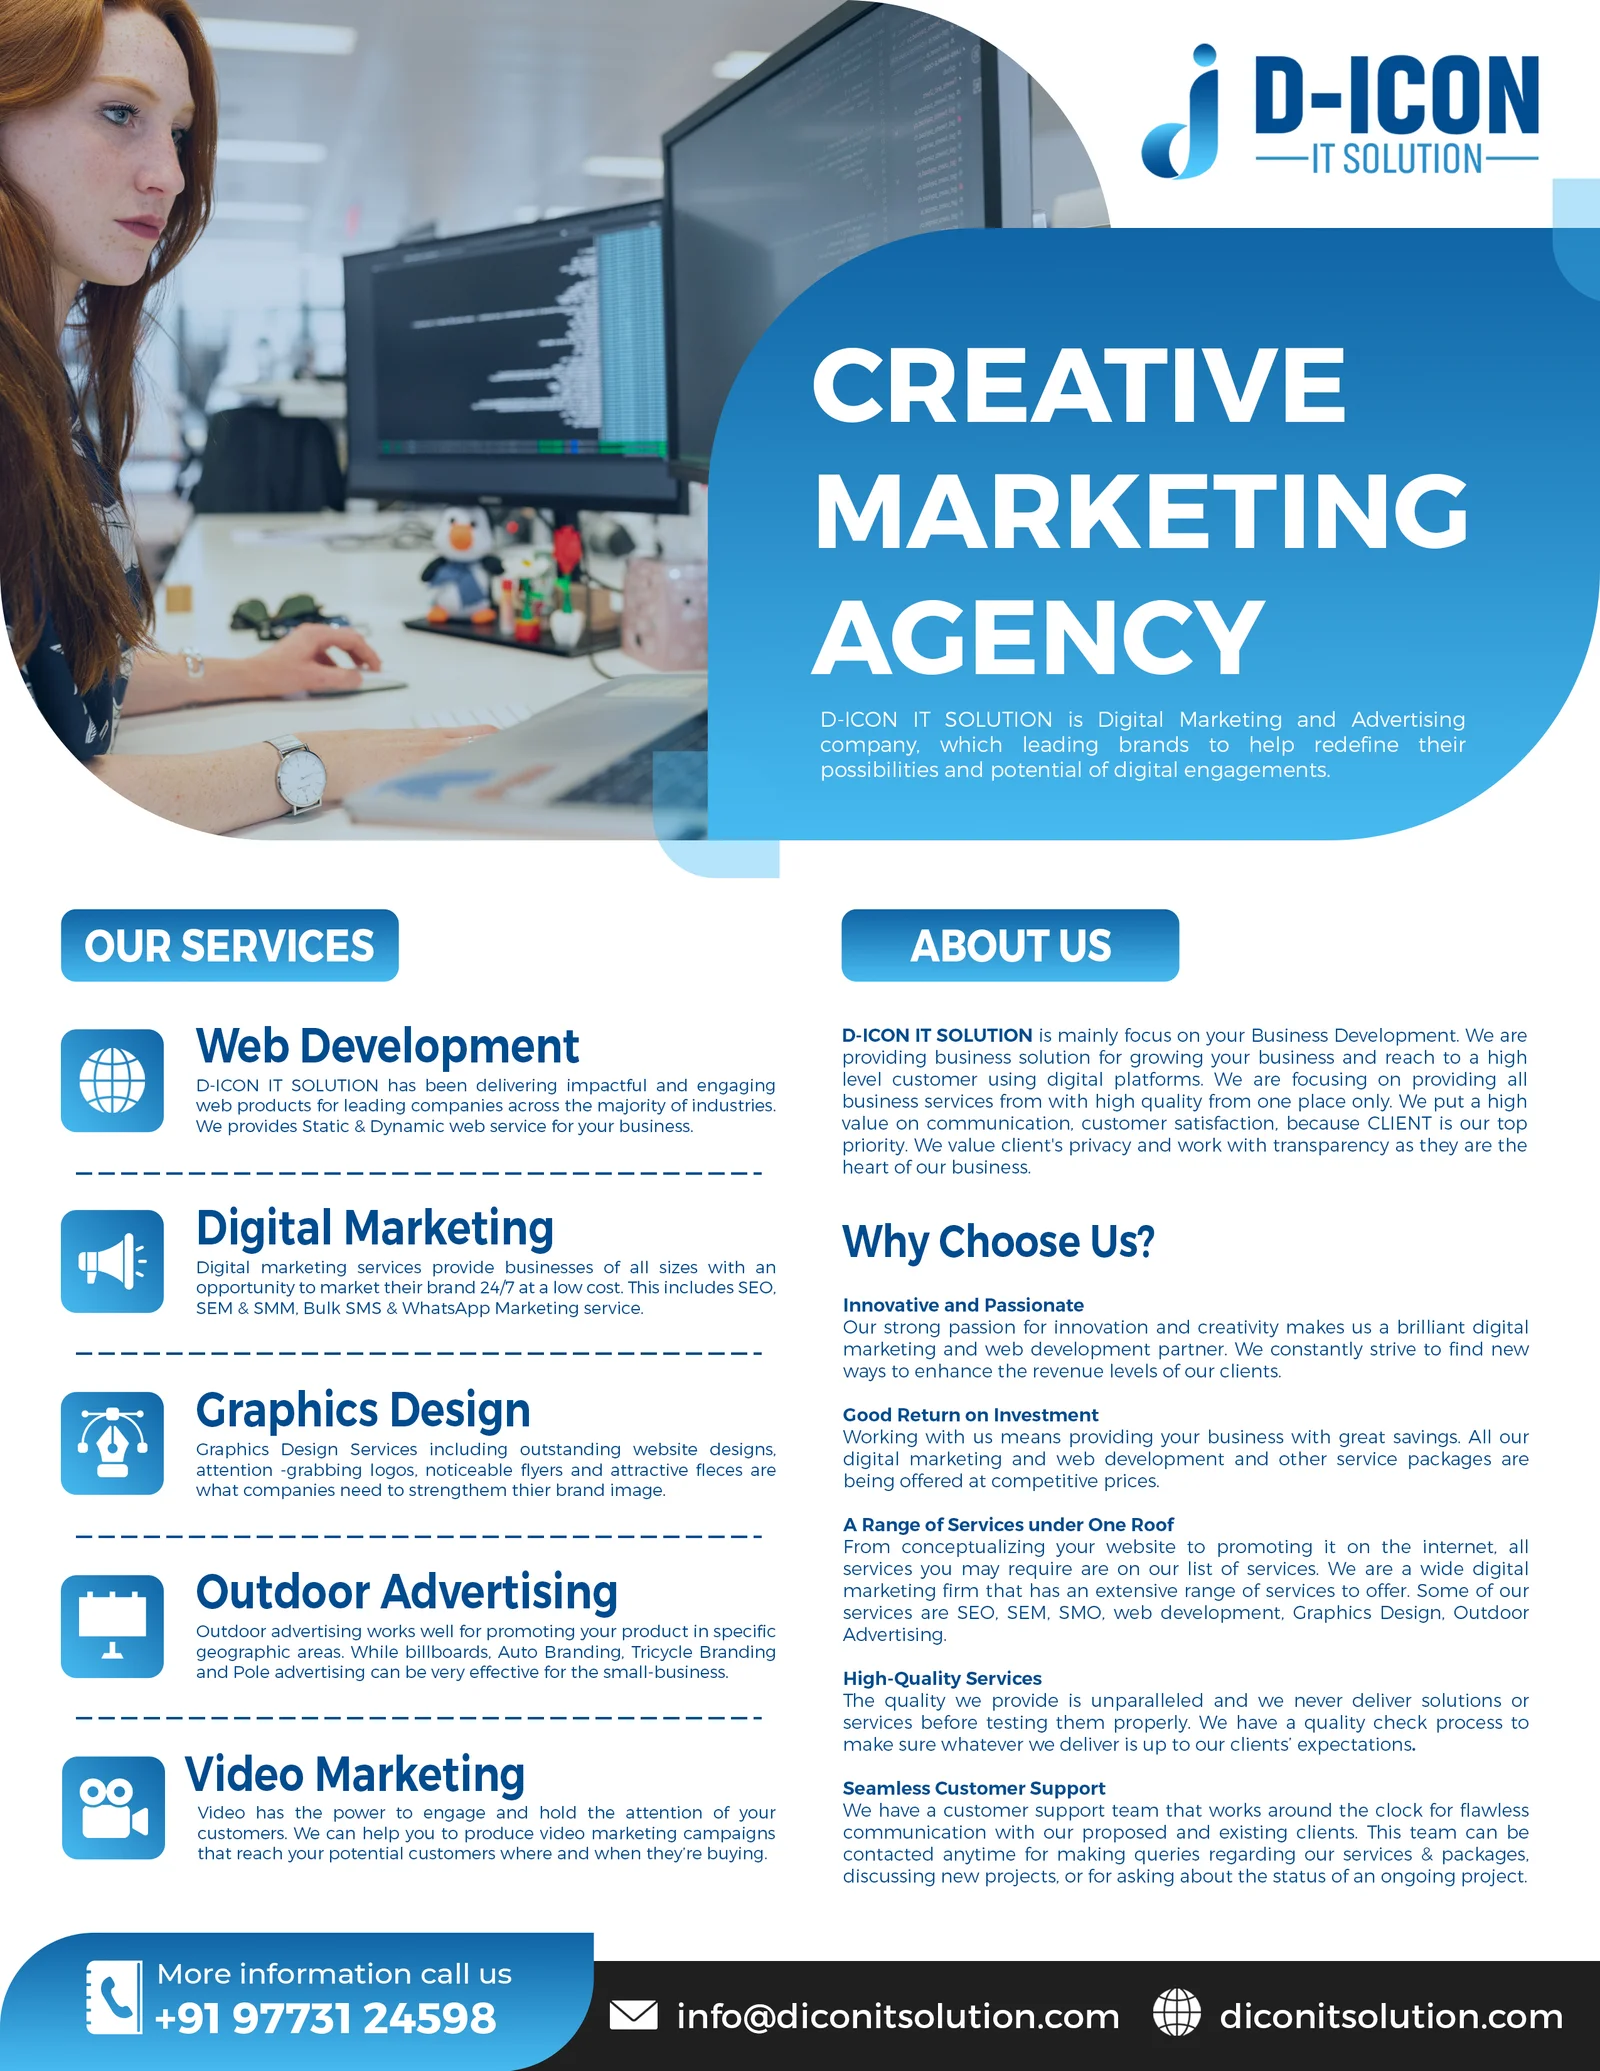 D-ICON
IT SOLUTION
CREATIVE
MARKETING
AGENCY
D-ICON IT SOLUTION is Digital Marketing and Advertising
company, which leading brands to help redefine their
possibilities and potential of digital engagements.
OUR SERVICES
Web Development
D-ICON IT SOLUTION has been delivering impactful and engaging
web products for leading companies across the majority of industries.
We provides Static & Dynamic web service for your business.
Digital Marketing
Digital marketing services provide businesses of all sizes with an
opportunity to market their brand 24/7 at a low cost. This includes SEO,
SEM & SMM, Bulk SMS & WhatsApp Marketing service.
Graphics Design
Graphics Design Services including outstanding website designs,
attention -grabbing logos, noticeable flyers and attractive fleces are
what companies need to strengthem thier brand image.
Outdoor Advertising
Outdoor advertising works well for promoting your product in specific
geographic areas. While billboards, Auto Branding, Tricycle Branding
and Pole advertising can be very effective for the small-business.
Video Marketing
Video has the power to engage and hold the attention of your
customers. We can help you to produce video marketing campaigns
that reach your potential customers where and when they're buying.
ABOUT US
D-ICON IT SOLUTION is mainly focus on your Business Development. We are
providing business solution for growing your business and reach to a high
level customer using digital platforms. We are focusing on providing all
business services from with high quality from one place only. We put a high
value on communication, customer satisfaction, because CLIENT is our top
priority. We value client's privacy and work with transparency as they are the
heart of our business.
Why Choose Us?
Innovative and Passionate
Our strong passion for innovation and creativity makes us a brilliant digital
marketing and web development partner. We constantly strive to find new
ways to enhance the revenue levels of our clients.
Good Return on Investment
Working with us means providing your business with great savings. All our
digital marketing and web development and other service packages are
being offered at competitive prices.
A Range of Services under One Roof
From conceptualizing your website to promoting it on the internet, all
services you may require are on our list of services. We are a wide digital
marketing firm that has an extensive range of services to offer. Some of our
services are SEO, SEM, SMO, web development, Graphics Design, Outdoor
Advertising.
High-Quality Services
The quality we provide is unparalleled and we never deliver solutions or
services before testing them properly. We have a quality check process to
make sure whatever we deliver is up to our clients' expectations.
Seamless Customer Support
We have a customer support team that works around the clock for flawless
communication with our proposed and existing clients. This team can be
contacted anytime for making queries regarding our services & packages,
discussing new projects, or for asking about the status of an ongoing project.
More information call us
+91 97731 24598
info@diconitsolution.com
diconitsolution.com